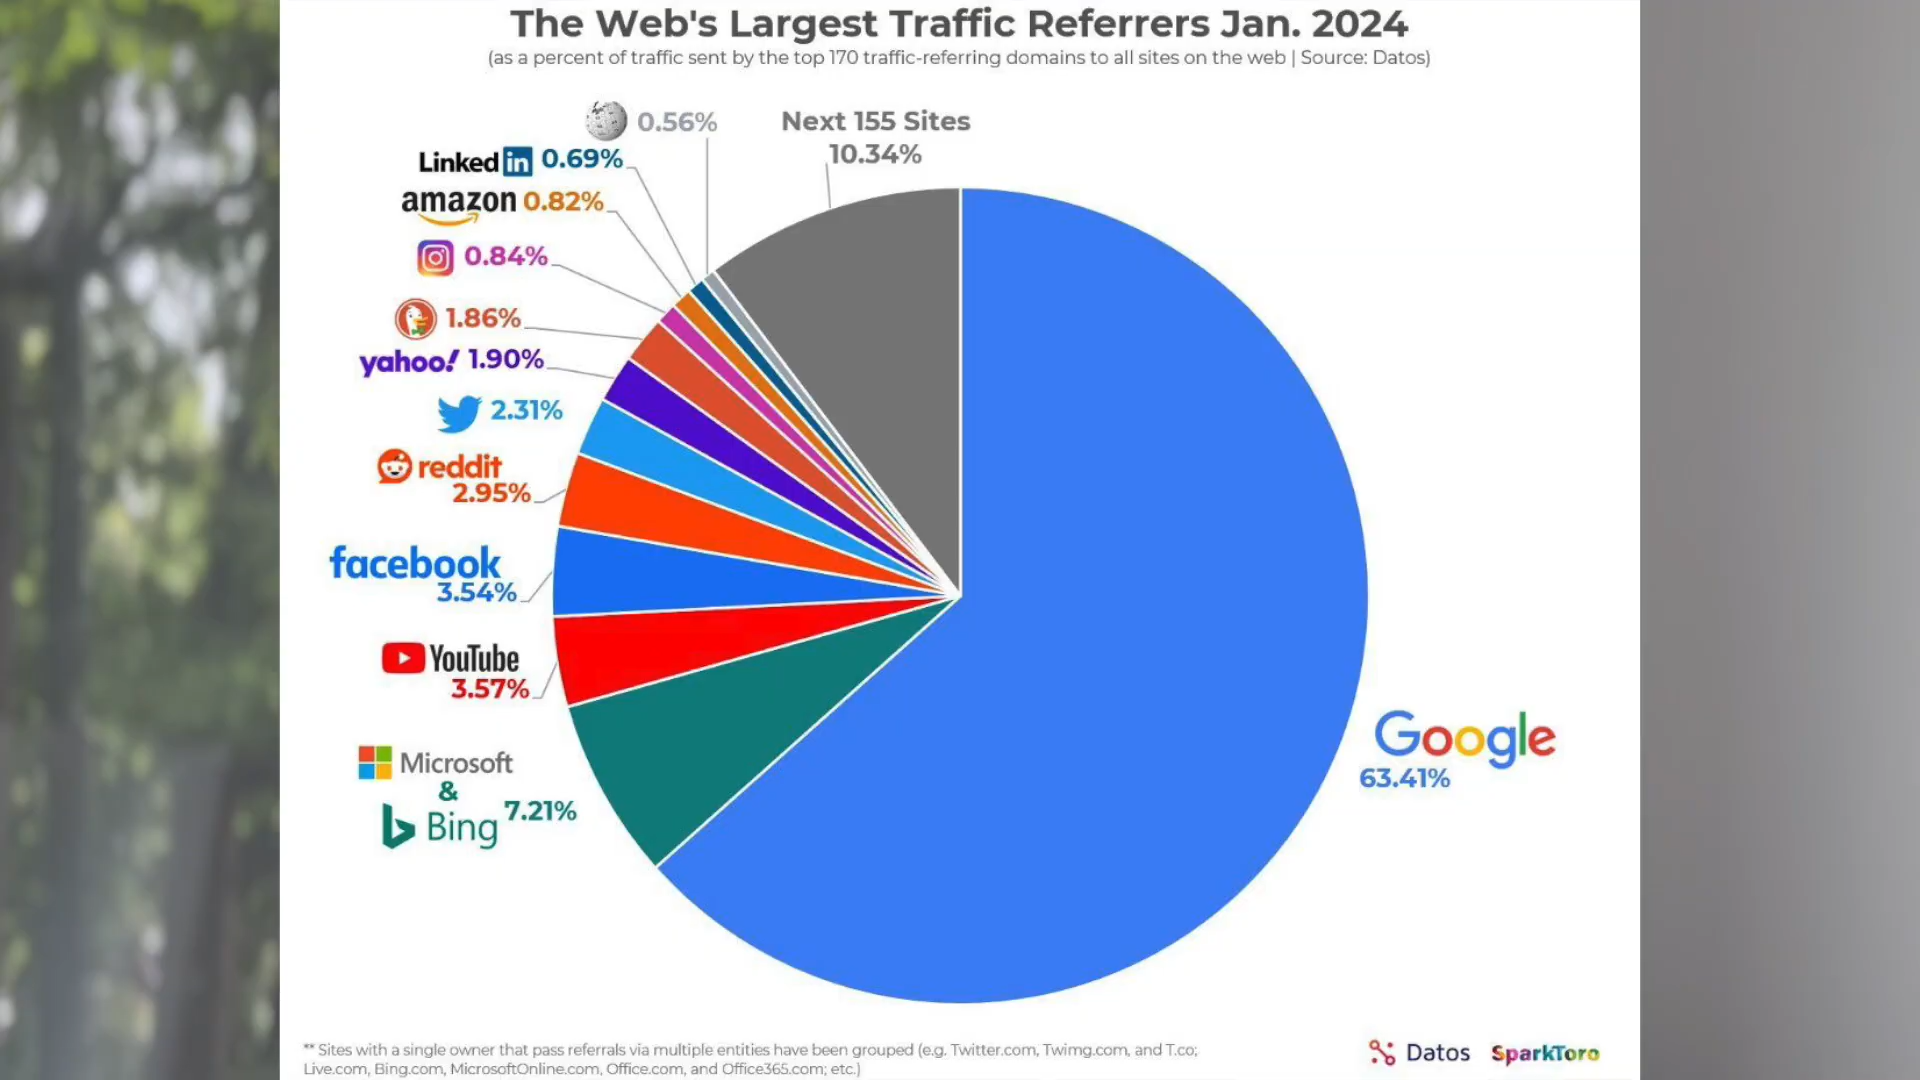 The Web's Largest Traffic Referrers Jan. 2024
(as a percent of traffic sent by the top 170 traffic-referring domains to all sites on the web | Source: Datos)
0.56%
Next 155 Sites
10.34%
Linked in 0.69%
amazon 0.82%
0.84%
1.86%
yahoo! 1.90%
2.31%
reddit
2.95%
facebook
3.54%
YouTube
3.57%
Google
63.41%
Microsoft
&
Bing 7.21%
** Sites with a single owner that pass referrals via multiple entities have been grouped (e.g. Twitter.com, Twimg.com, and T.co;
Live.com, Bing.com, MicrosoftOnline.com, Office.com, and Office365.com; etc.)
Datos SparkToro